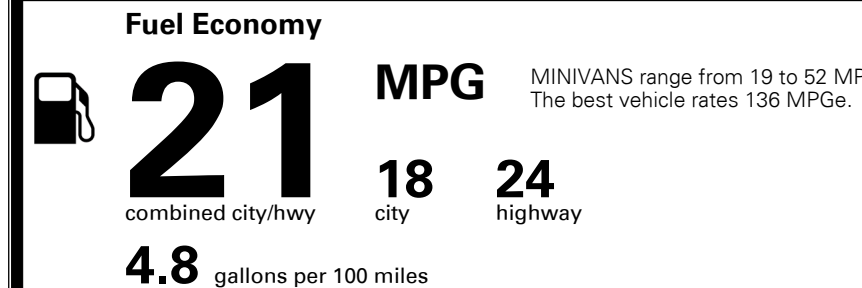 Fuel Economy
21 MPG
MINIVANS range from 19 to 52 MP
The best vehicle rates 136 MPGe.
18 24
combined city/hwy city highway
4.8 gallons per 100 miles